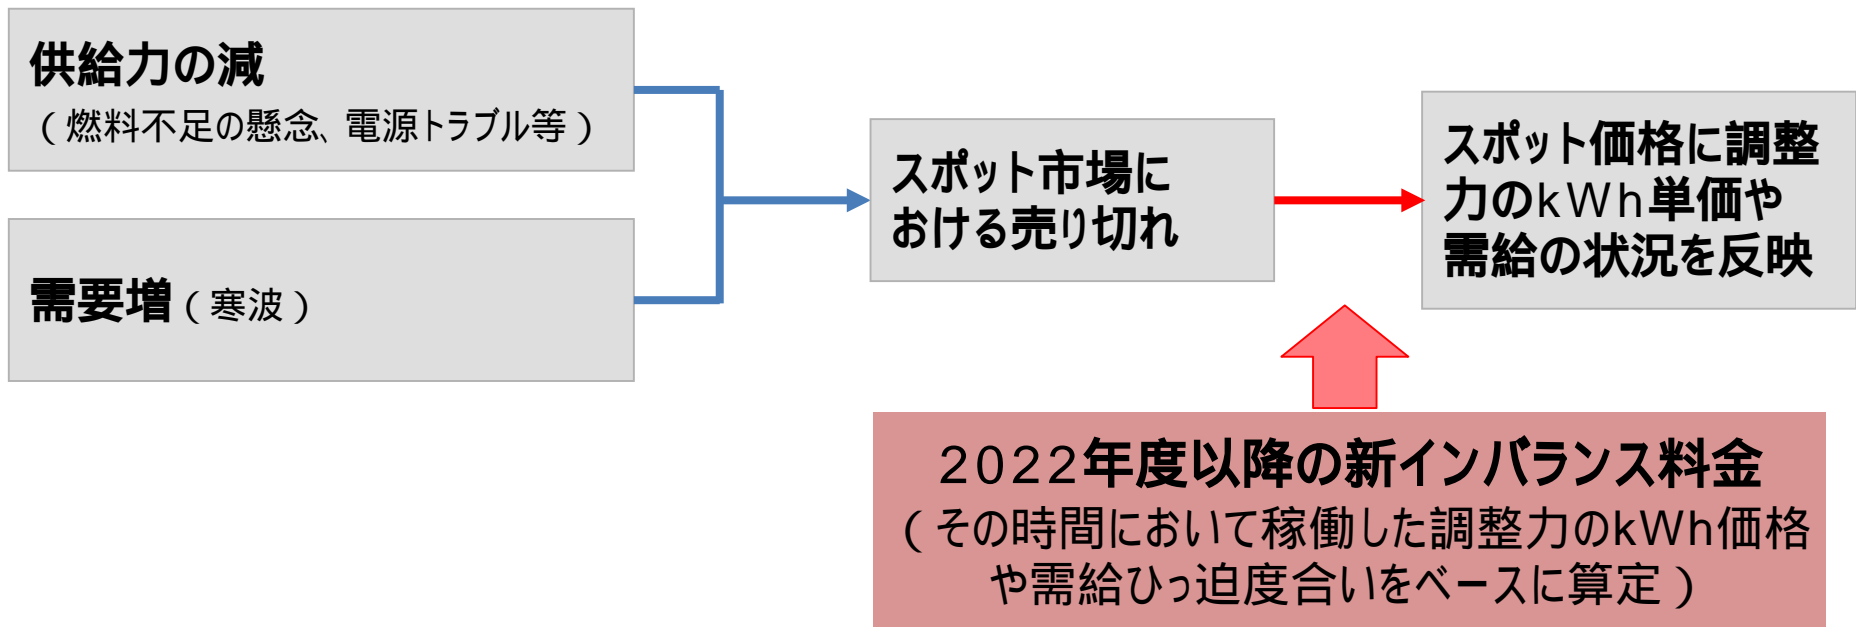 供給力の減
（燃料不足の懸念、電源トラブル等）
需要増（寒波）
スポット市場に
おける売り切れ
スポット価格に調整
力のkWh単価や
需給の状況を反映
2022年度以降の新インバランス料金
（その時間において稼働した調整力のkWh価格
や需給ひっ迫度合いをベースに算定）